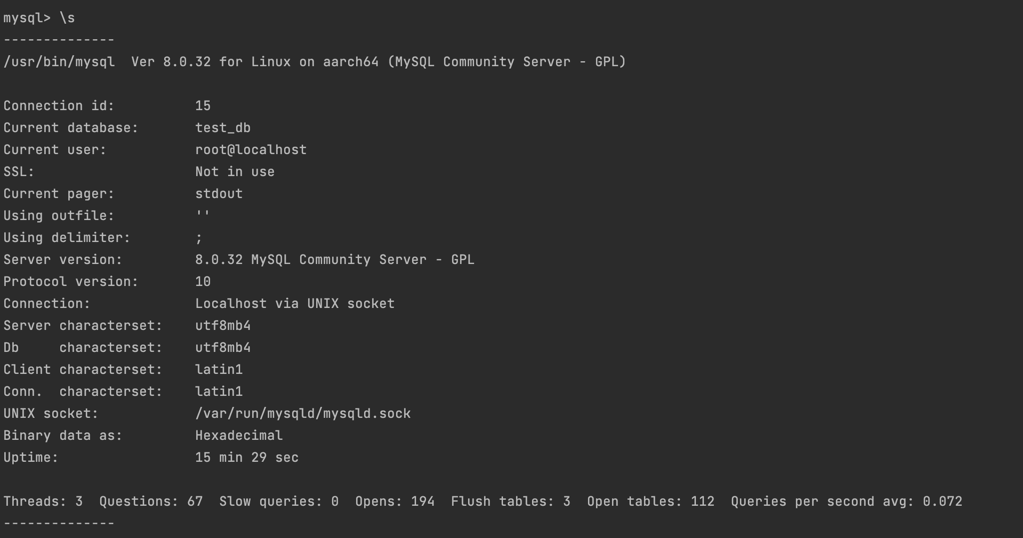 mysql> \s
--------------
/usr/bin/mysql  Ver 8.0.32 for Linux on aarch64 (MySQL Community Server - GPL)

Connection id:          15
Current database:       test_db
Current user:           root@localhost
SSL:                    Not in use
Current pager:          stdout
Using outfile:          ''
Using delimiter:        ;
Server version:         8.0.32 MySQL Community Server - GPL
Protocol version:       10
Connection:             Localhost via UNIX socket
Server characterset:    utf8mb4
Db     characterset:    utf8mb4
Client characterset:    latin1
Conn.  characterset:    latin1
UNIX socket:            /var/run/mysqld/mysqld.sock
Binary data as:         Hexadecimal
Uptime:                 15 min 29 sec

Threads: 3  Questions: 67  Slow queries: 0  Opens: 194  Flush tables: 3  Open tables: 112  Queries per second avg: 0.072
--------------